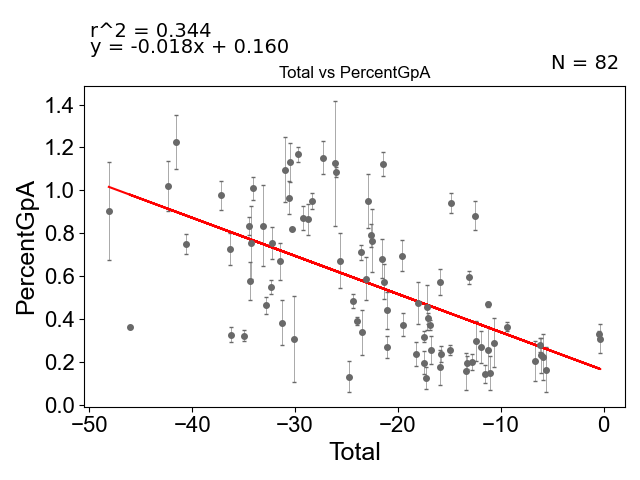 r^2 = 0.344
y = -0.018x + 0.160
N = 82
Total vs PercentGpA
PercentGpA
1.4
1.2
1.0
0.8
0.6
0.4
0.2
0.0
−50
−40
−30
−20
−10
0
Total